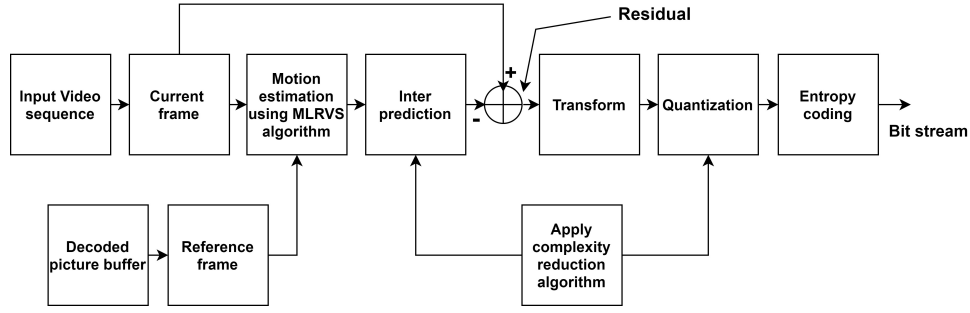 Residual
+
-
Input Video
sequence
Current
frame
Motion
estimation
using MLRVS
algorithm
Inter
prediction
Transform
Quantization
Entropy
coding
Bit stream
Decoded
picture buffer
Reference
frame
Apply
complexity
reduction
algorithm